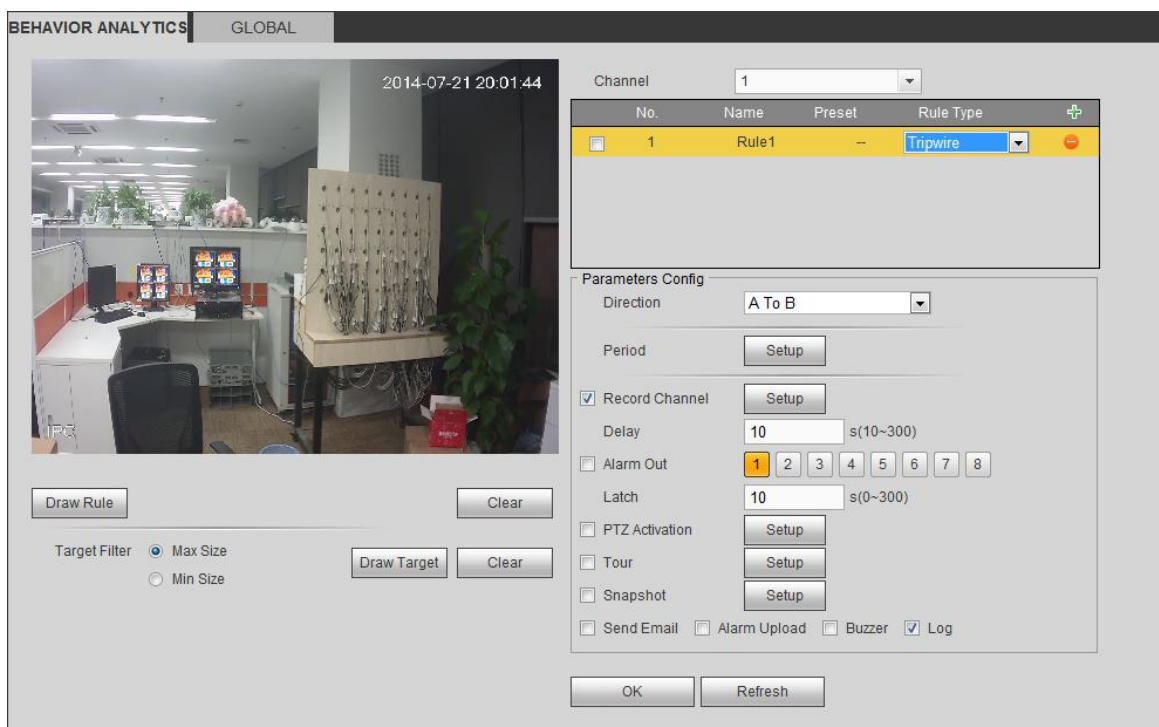 BEHAVIOR ANALYTICS GLOBAL
2014-07-21 20:01:44
IPC
Draw Rule Clear
Target Filter Max Size Draw Target Clear
Min Size
Channel 1
No. Name Preset Rule Type
1 Rule1 -- Tripwire
Parameters Config
Direction A To B
Period Setup
Record Channel Setup
Delay 10 s(10~300)
Alarm Out 1 2 3 4 5 6 7 8
Latch 10 s(0~300)
PTZ Activation Setup
Tour Setup
Snapshot Setup
Send Email Alarm Upload Buzzer Log
OK Refresh